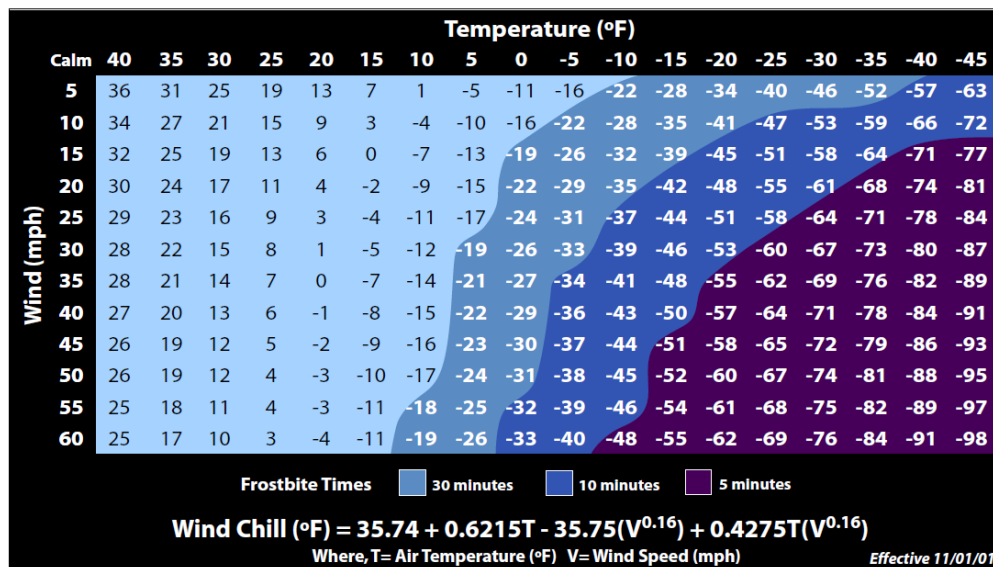 Temperature (ºF)
Calm 40 35 30 25 20 15 10 5 0 -5 -10 -15 -20 -25 -30 -35 -40 -45
5 36 31 25 19 13 7 1 -5 -11 -16 -22 -28 -34 -40 -46 -52 -57 -63
10 34 27 21 15 9 3 -4 -10 -16 -22 -28 -35 -41 -47 -53 -59 -66 -72
15 32 25 19 13 6 0 -7 -13 -19 -26 -32 -39 -45 -51 -58 -64 -71 -77
20 30 24 17 11 4 -2 -9 -15 -22 -29 -35 -42 -48 -55 -61 -68 -74 -81
25 29 23 16 9 3 -4 -11 -17 -24 -31 -37 -44 -51 -58 -64 -71 -78 -84
30 28 22 15 8 1 -5 -12 -19 -26 -33 -39 -46 -53 -60 -67 -73 -80 -87
35 28 21 14 7 0 -7 -14 -21 -27 -34 -41 -48 -55 -62 -69 -76 -82 -89
40 27 20 13 6 -1 -8 -15 -22 -29 -36 -43 -50 -57 -64 -71 -78 -84 -91
45 26 19 12 5 -2 -9 -16 -23 -30 -37 -44 -51 -58 -65 -72 -79 -86 -93
50 26 19 12 4 -3 -10 -17 -24 -31 -38 -45 -52 -60 -67 -74 -81 -88 -95
55 25 18 11 4 -3 -11 -18 -25 -32 -39 -46 -54 -61 -68 -75 -82 -89 -97
60 25 17 10 3 -4 -11 -19 -26 -33 -40 -48 -55 -62 -69 -76 -84 -91 -98
Wind (mph)
Frostbite Times 30 minutes 10 minutes 5 minutes
Wind Chill (ºF) = 35.74 + 0.6215T - 35.75(V^0.16) + 0.4275T(V^0.16)
Where, T= Air Temperature (ºF) V= Wind Speed (mph)
Effective 11/01/01